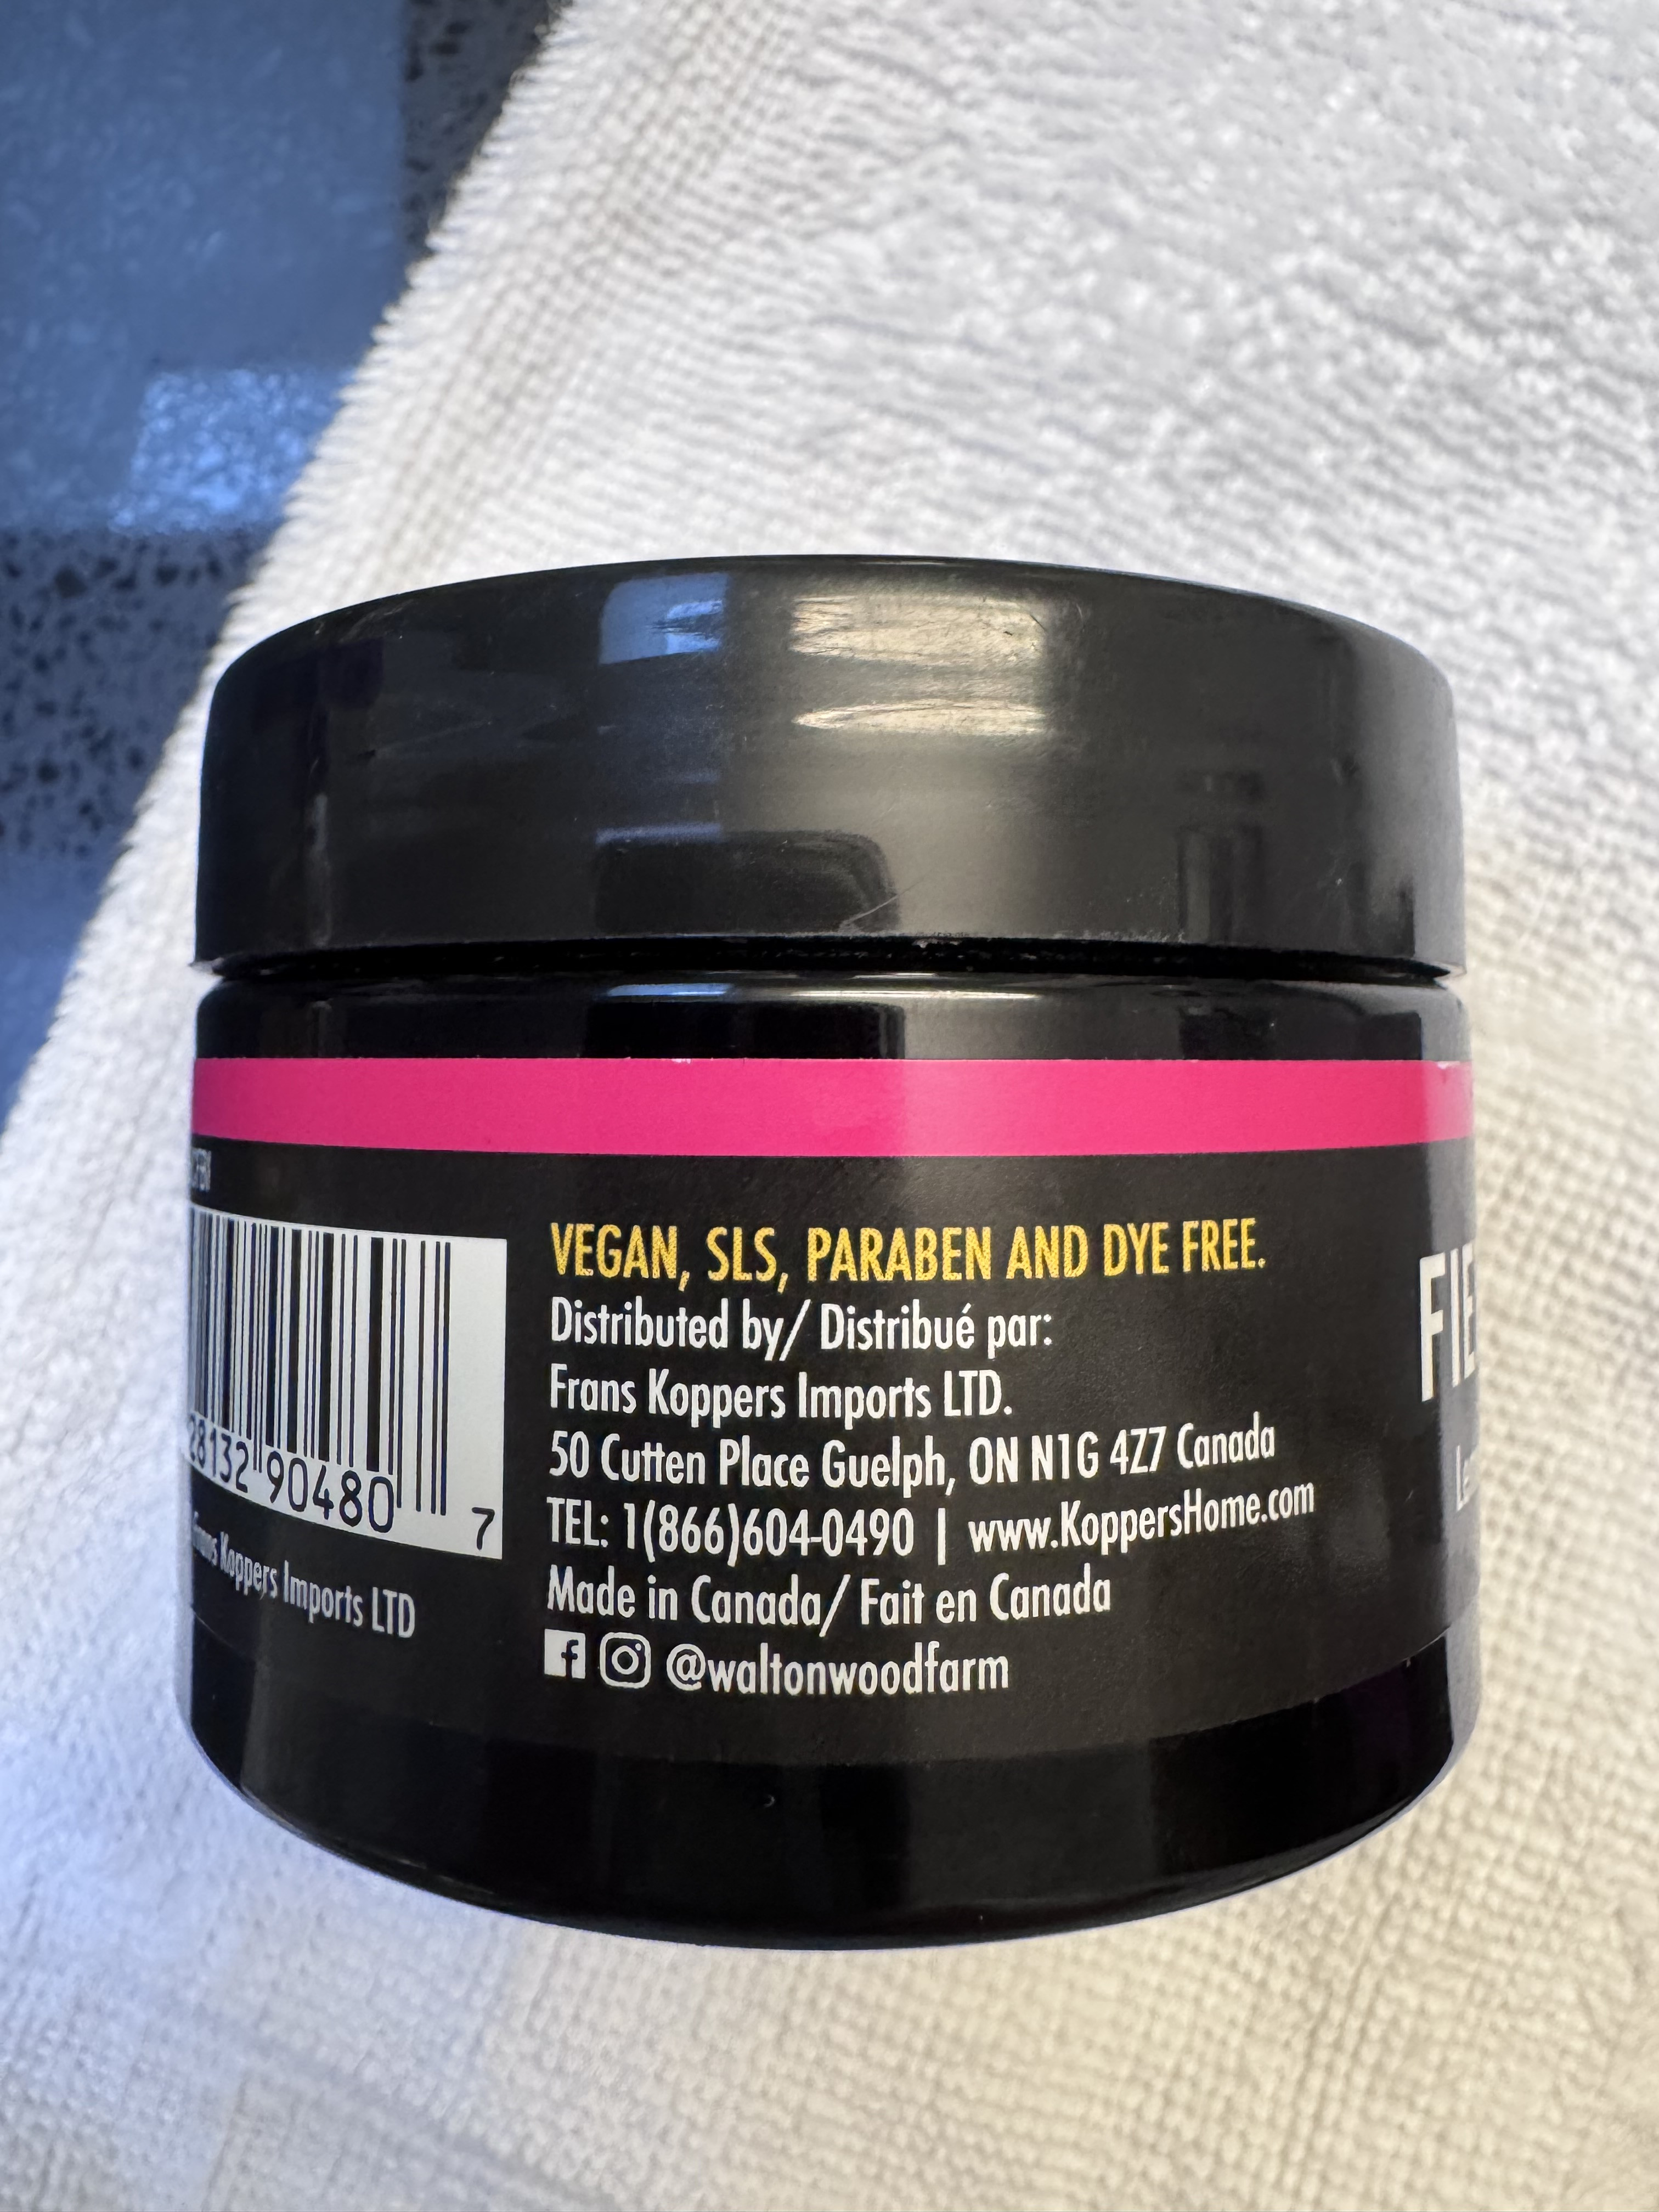 VEGAN, SLS, PARABEN AND DYE FREE.
Distributed by/ Distribué par:
Frans Koppers Imports LTD.
50 Cutten Place Guelph, ON N1G 4Z7 Canada
TEL: 1(866)604-0490 | www.KoppersHome.com
Made in Canada/ Fait en Canada
@waltonwoodfarm
28132 90480 7
Frans Koppers Imports LTD